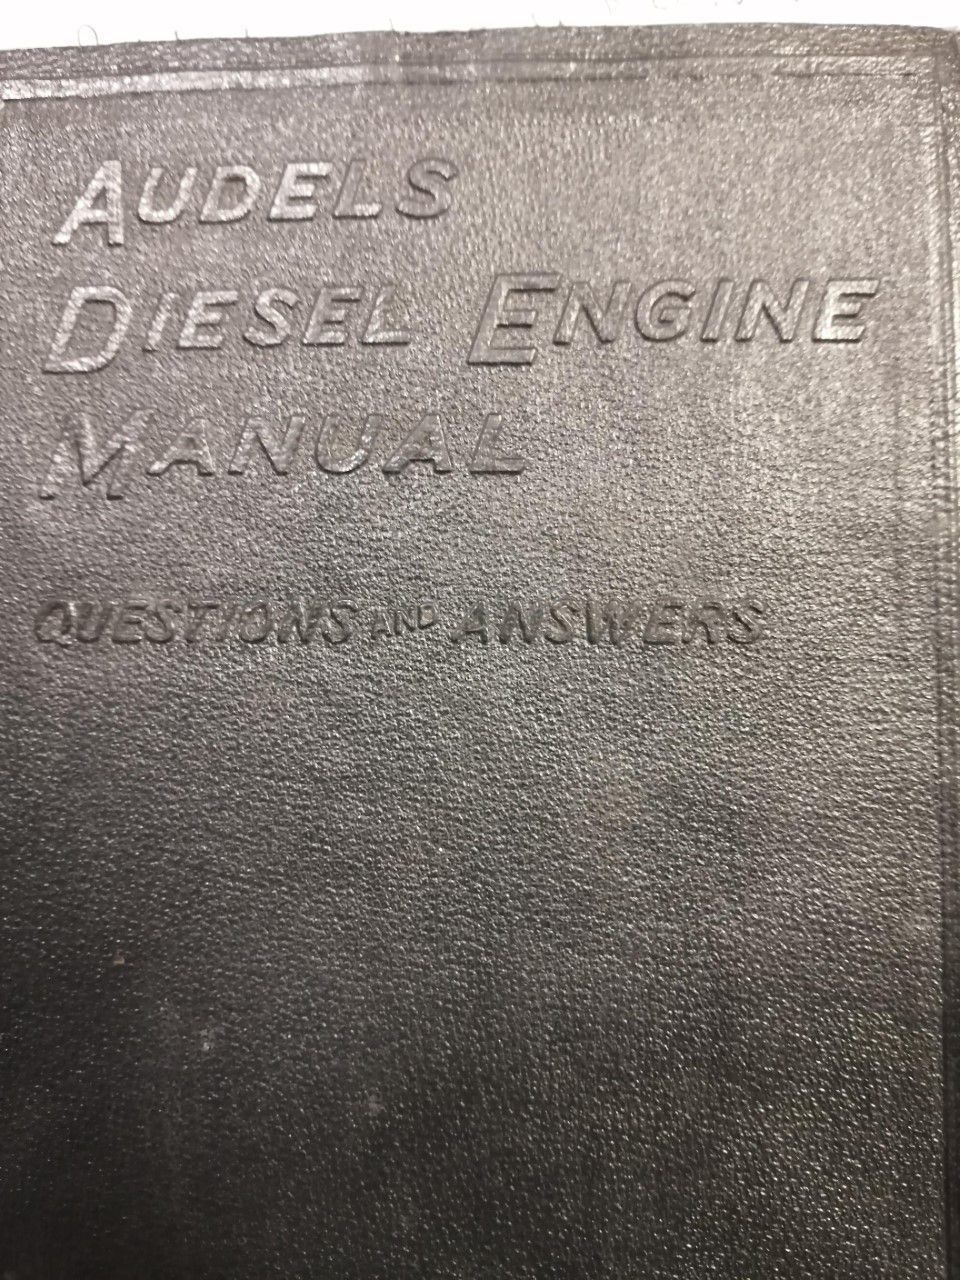 AUDELS
DIESEL ENGINE
MANUAL
QUESTIONS AND ANSWERS